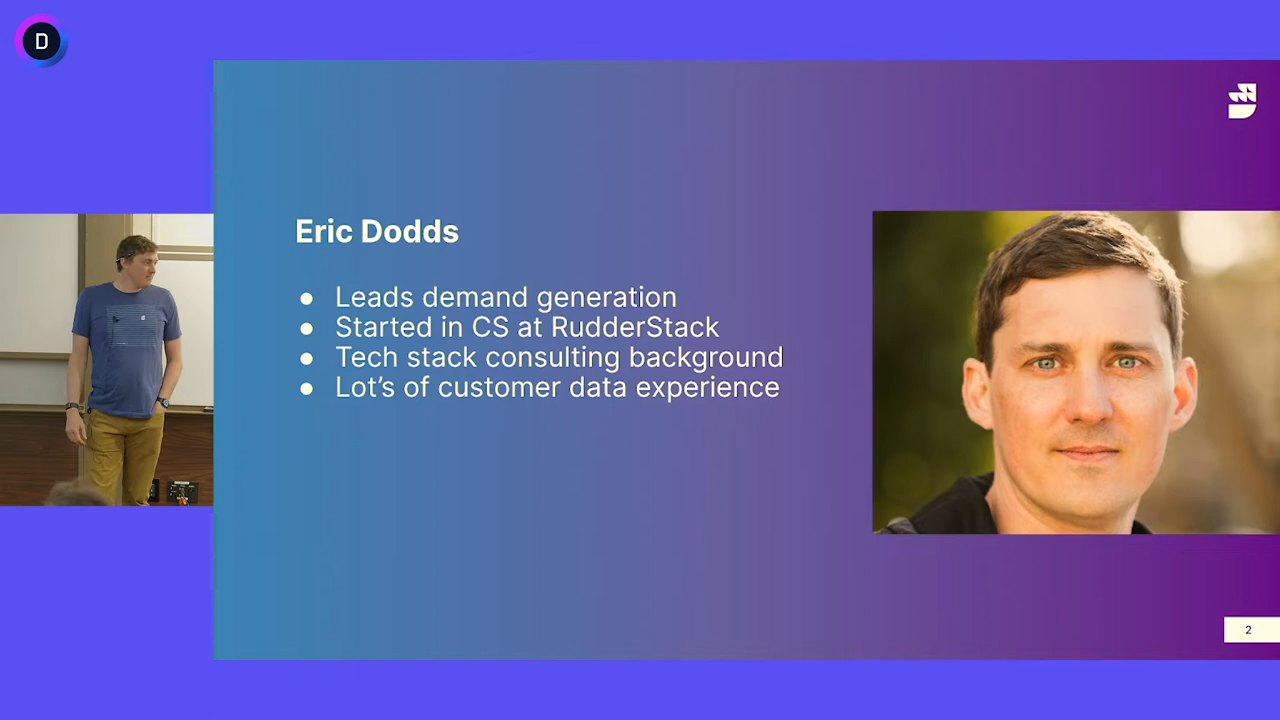 D
Eric Dodds
● Leads demand generation
● Started in CS at RudderStack
● Tech stack consulting background
● Lot’s of customer data experience
2